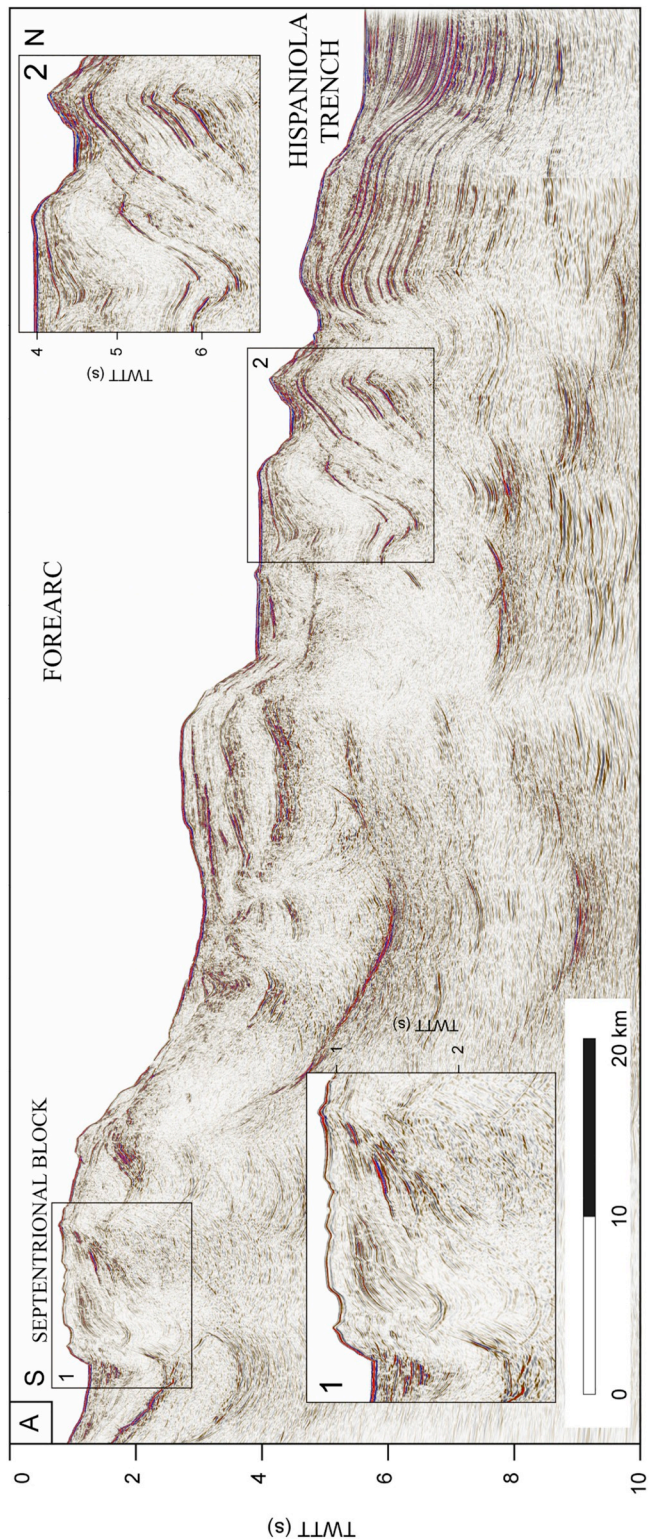 A
S
SEPTENTRIONAL BLOCK
FOREARC
HISPANIOLA
TRENCH
N
2
4
5
6
TWTT (s)
1
2
1
1
2
TWTT (s)
0
2
4
6
8
10
TWTT (s)
0
10
20 km